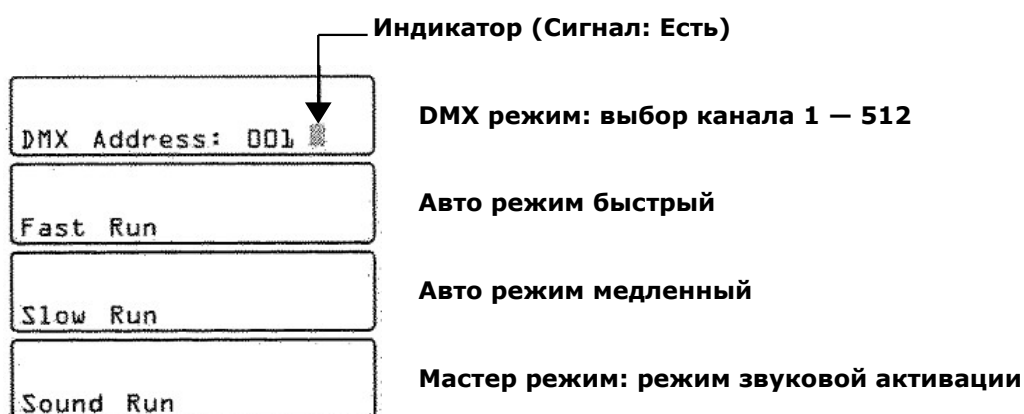 Индикатор (Сигнал: Есть)
DMX Address: 001
DMX режим: выбор канала 1 — 512
Fast Run
Авто режим быстрый
Slow Run
Авто режим медленный
Sound Run
Мастер режим: режим звуковой активации